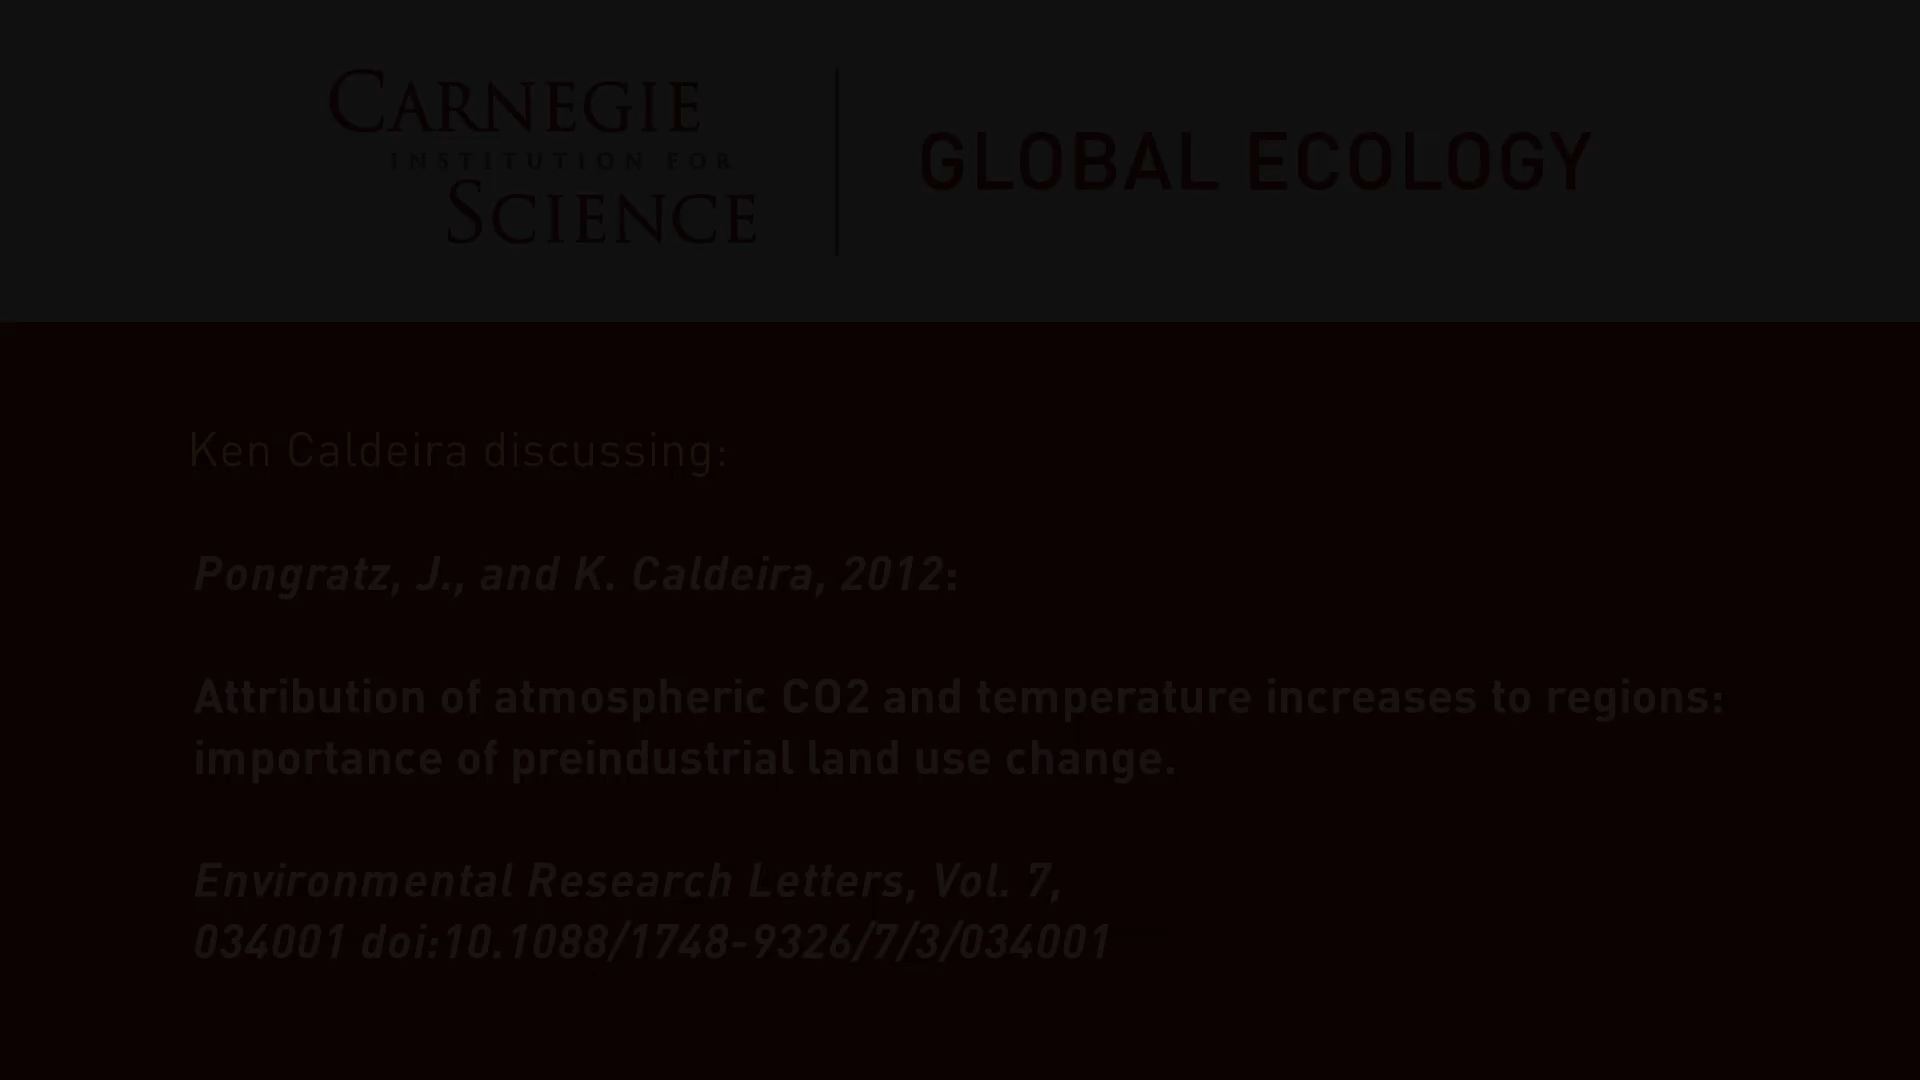 CARNEGIE
INSTITUTION FOR
SCIENCE
GLOBAL ECOLOGY
Ken Caldeira discussing:
Pongratz, J., and K. Caldeira, 2012:
Attribution of atmospheric CO2 and temperature increases to regions:
importance of preindustrial land use change.
Environmental Research Letters, Vol. 7,
034001 doi:10.1088/1748-9326/7/3/034001